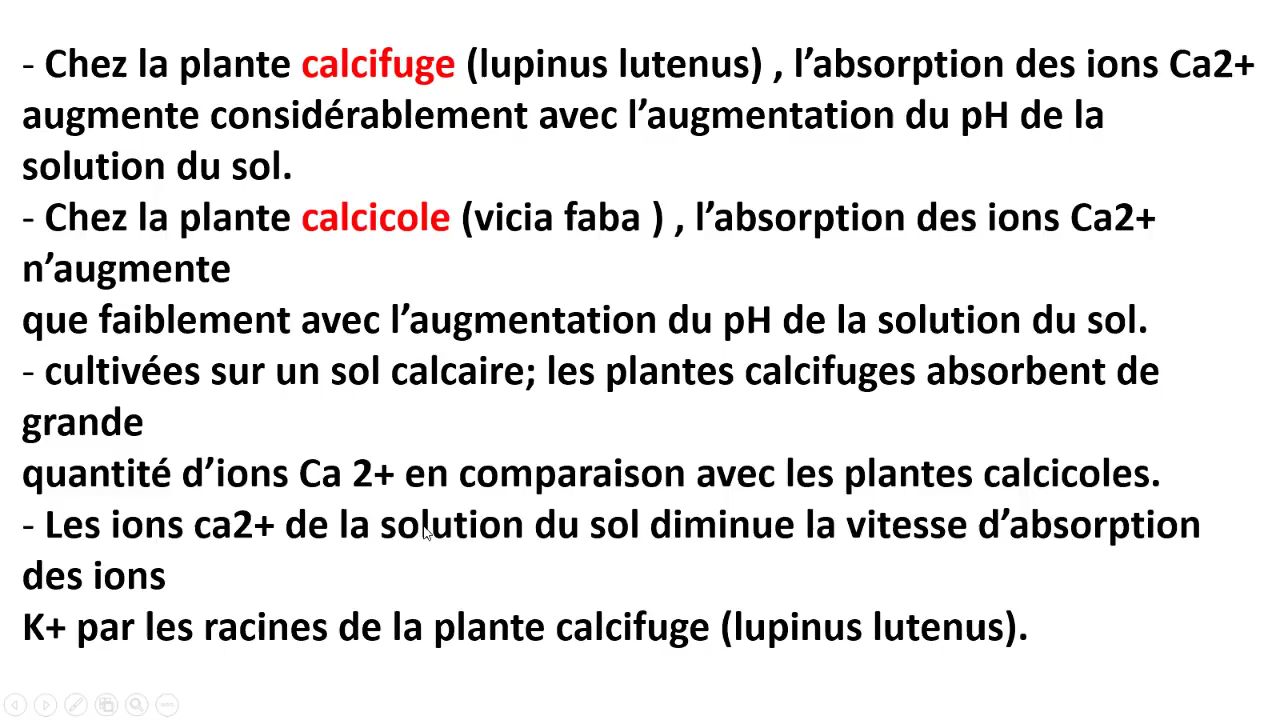 - Chez la plante calcifuge (lupinus lutenus) , l’absorption des ions Ca2+
augmente considérablement avec l’augmentation du pH de la
solution du sol.
- Chez la plante calcicole (vicia faba ) , l’absorption des ions Ca2+
n’augmente
que faiblement avec l’augmentation du pH de la solution du sol.
- cultivées sur un sol calcaire; les plantes calcifuges absorbent de
grande
quantité d’ions Ca 2+ en comparaison avec les plantes calcicoles.
- Les ions ca2+ de la solution du sol diminue la vitesse d’absorption
des ions
K+ par les racines de la plante calcifuge (lupinus lutenus).